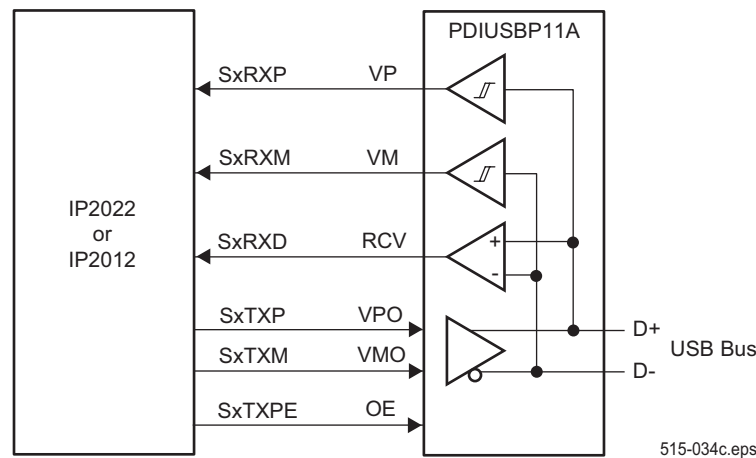 PDIUSBP11A
SxRXP VP
SxRXM VM
IP2022
or
IP2012
SxRXD RCV
+
-
SxTXP VPO
SxTXM VMO
SxTXPE OE
D+
D-
USB Bus
515-034c.eps